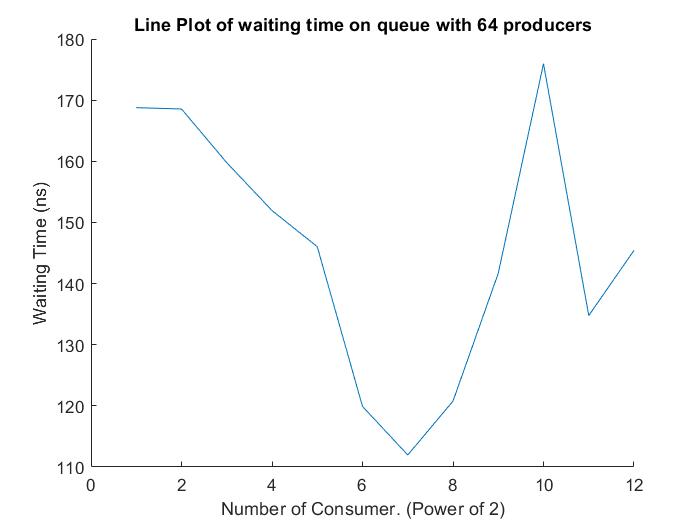 Line Plot of waiting time on queue with 64 producers
180
170
160
150
140
130
120
110
Waiting Time (ns)
0 2 4 6 8 10 12
Number of Consumer. (Power of 2)